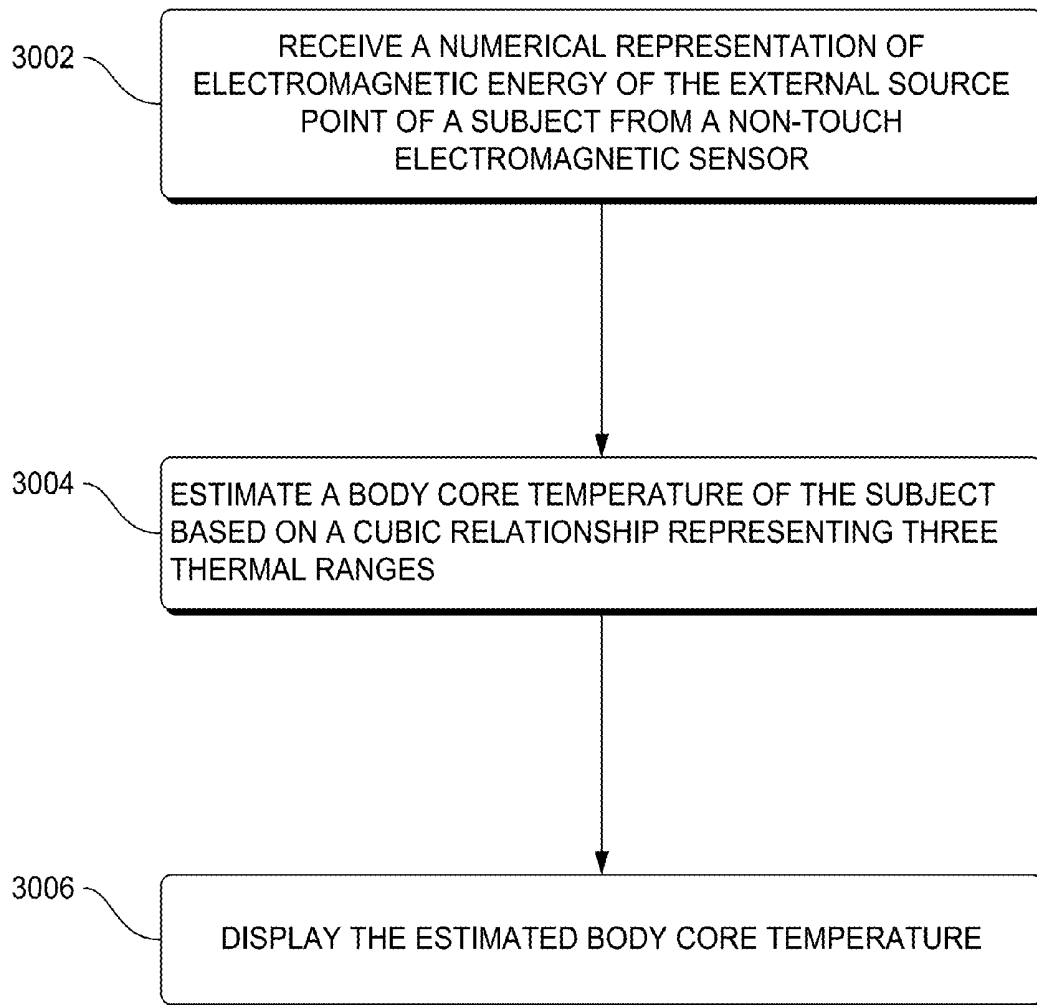 3002
RECEIVE A NUMERICAL REPRESENTATION OF
ELECTROMAGNETIC ENERGY OF THE EXTERNAL SOURCE
POINT OF A SUBJECT FROM A NON-TOUCH
ELECTROMAGNETIC SENSOR
3004
ESTIMATE A BODY CORE TEMPERATURE OF THE SUBJECT
BASED ON A CUBIC RELATIONSHIP REPRESENTING THREE
THERMAL RANGES
3006
DISPLAY THE ESTIMATED BODY CORE TEMPERATURE